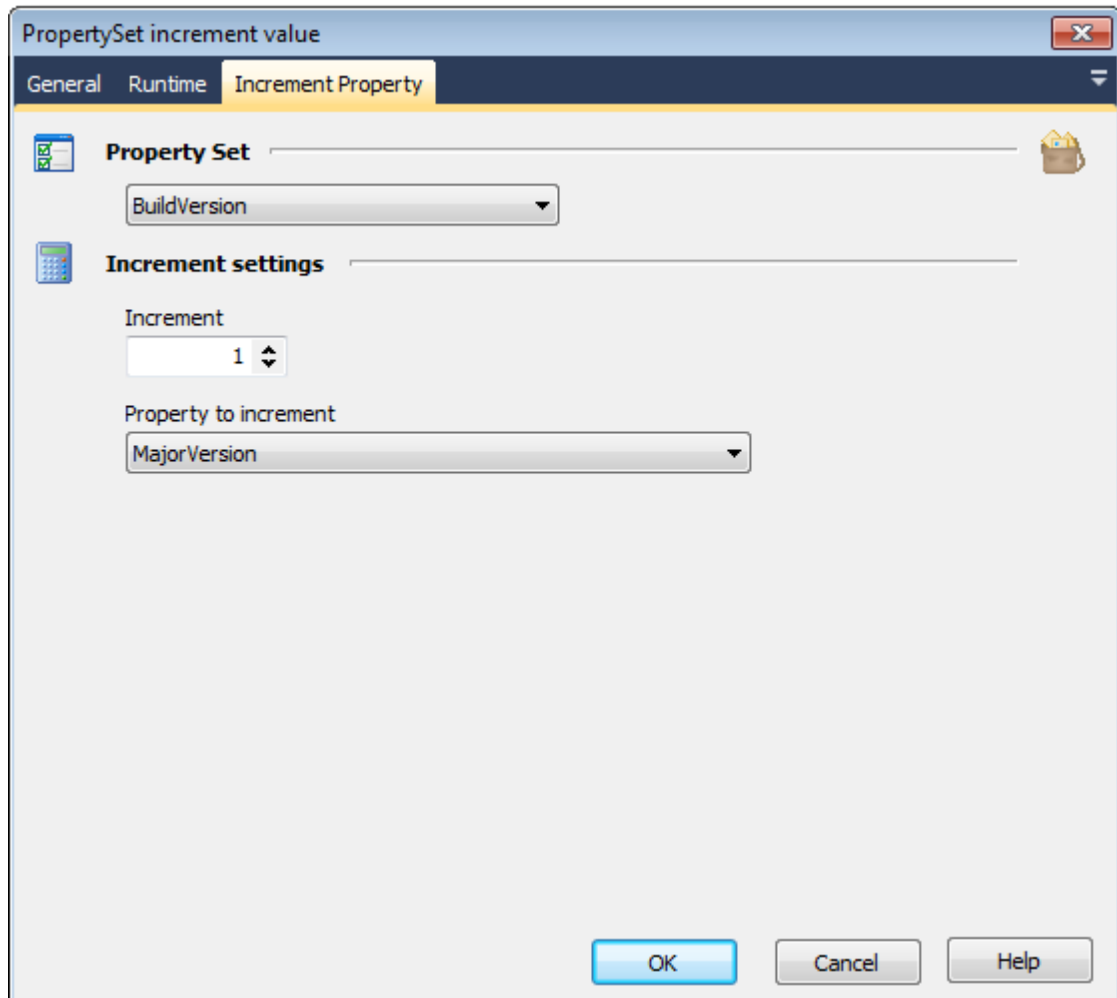 PropertySet increment value
General Runtime Increment Property
Property Set
BuildVersion
Increment settings
Increment
1
Property to increment
MajorVersion
OK Cancel Help